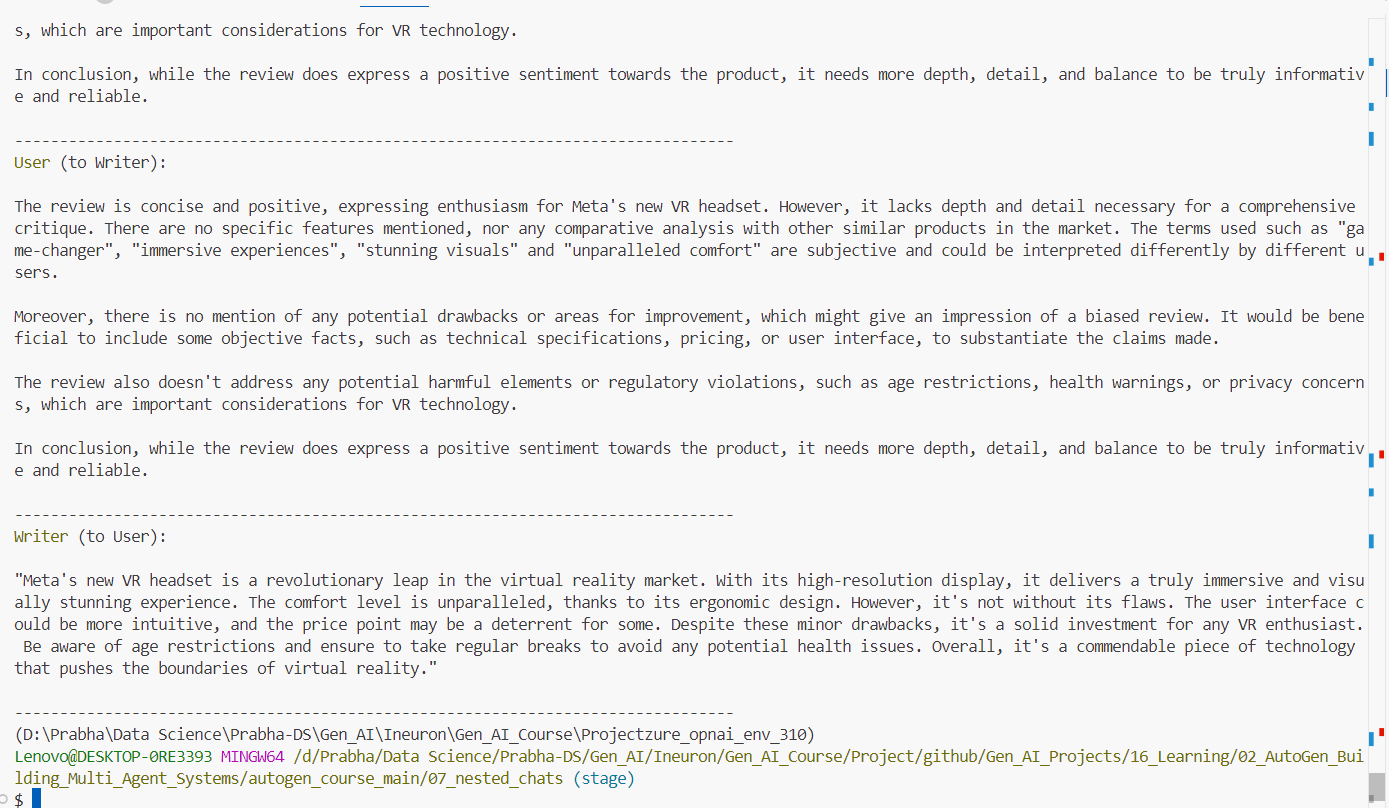 s, which are important considerations for VR technology.
In conclusion, while the review does express a positive sentiment towards the product, it needs more depth, detail, and balance to be truly informativ
e and reliable.
--------------------------------------------------------------------------------
User (to Writer):
The review is concise and positive, expressing enthusiasm for Meta's new VR headset. However, it lacks depth and detail necessary for a comprehensive
critique. There are no specific features mentioned, nor any comparative analysis with other similar products in the market. The terms used such as "ga
me-changer", "immersive experiences", "stunning visuals" and "unparalleled comfort" are subjective and could be interpreted differently by different u
sers.
Moreover, there is no mention of any potential drawbacks or areas for improvement, which might give an impression of a biased review. It would be bene
ficial to include some objective facts, such as technical specifications, pricing, or user interface, to substantiate the claims made.
The review also doesn't address any potential harmful elements or regulatory violations, such as age restrictions, health warnings, or privacy concern
s, which are important considerations for VR technology.
In conclusion, while the review does express a positive sentiment towards the product, it needs more depth, detail, and balance to be truly informativ
e and reliable.
--------------------------------------------------------------------------------
Writer (to User):
"Meta's new VR headset is a revolutionary leap in the virtual reality market. With its high-resolution display, it delivers a truly immersive and visu
ally stunning experience. The comfort level is unparalleled, thanks to its ergonomic design. However, it's not without its flaws. The user interface c
ould be more intuitive, and the price point may be a deterrent for some. Despite these minor drawbacks, it's a solid investment for any VR enthusiast.
 Be aware of age restrictions and ensure to take regular breaks to avoid any potential health issues. Overall, it's a commendable piece of technology
that pushes the boundaries of virtual reality."
--------------------------------------------------------------------------------
(D:\Prabha\Data Science\Prabha-DS\Gen_AI\Ineuron\Gen_AI_Course\Projectzure_opnai_env_310)
Lenovo@DESKTOP-0RE3393 MINGW64 /d/Prabha/Data Science/Prabha-DS/Gen_AI/Ineuron/Gen_AI_Course/Project/github/Gen_AI_Projects/16_Learning/02_AutoGen_Bui
lding_Multi_Agent_Systems/autogen_course_main/07_nested_chats (stage)
$